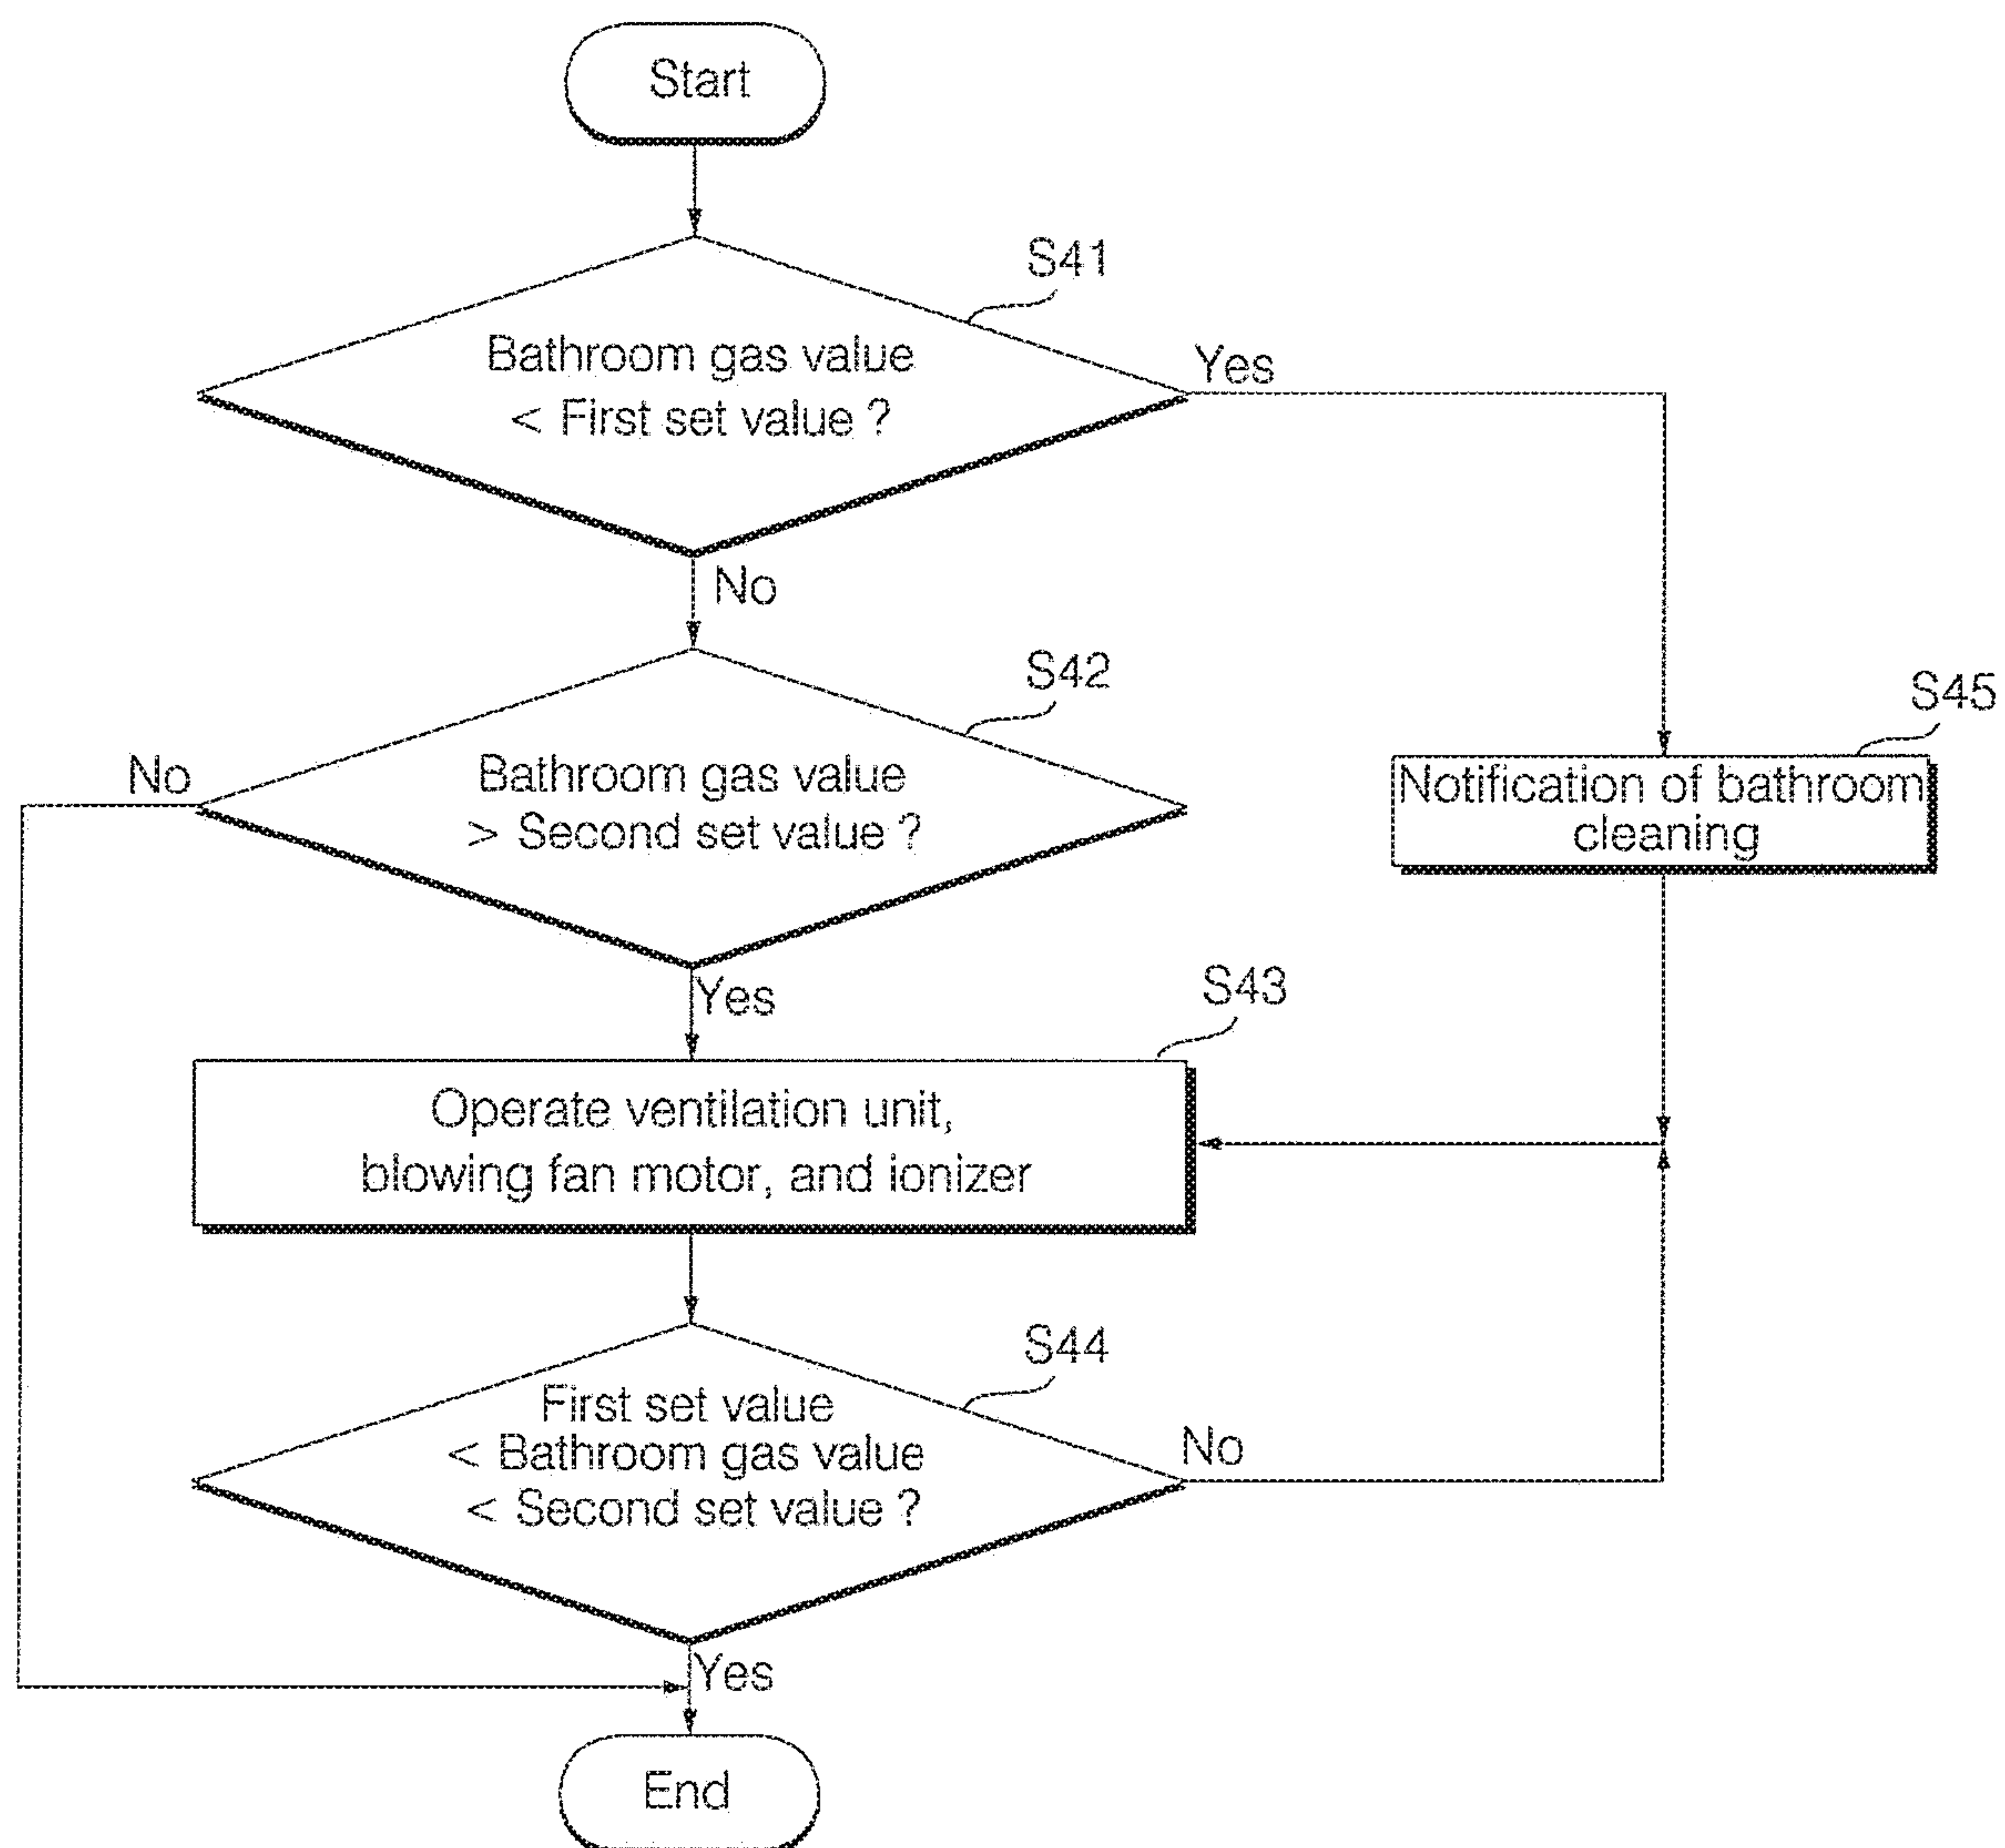 Start
S41
Bathroom gas value
< First set value ?
Yes
No
S42
Bathroom gas value
> Second set value ?
No
S45
Notification of bathroom
cleaning
Yes
S43
Operate ventilation unit,
blowing fan motor, and ionizer
S44
First set value
< Bathroom gas value
< Second set value ?
No
Yes
End